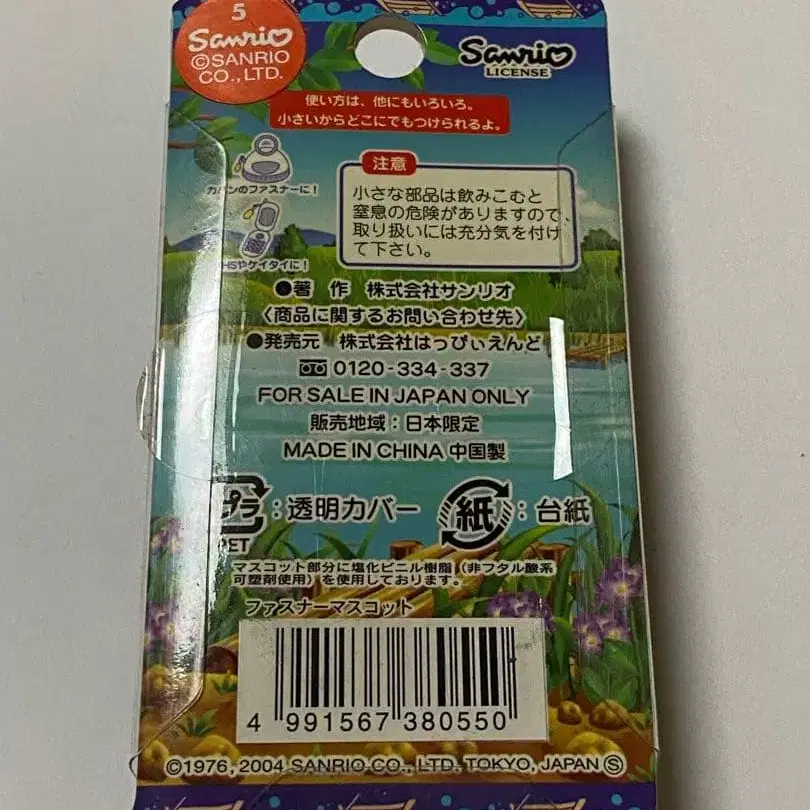 5
Sanrio
©SANRIO
CO., LTD.
Sanrio
LICENSE
使い方は、他にもいろいろ。
小さいからどこにでもつけられるよ。
カバンのファスナーに!
HSやケイタイに!
注意
小さな部品は飲みこむと
窒息の危険がありますので、
取り扱いには充分気を付け
て下さい。
●著 作 株式会社サンリオ
〈商品に関するお問い合わせ先〉
●発売元 株式会社はっぴぃえんど
0120-334-337
FOR SALE IN JAPAN ONLY
販売地域:日本限定
MADE IN CHINA 中国製
プラ:透明カバー 紙:台紙
PET
マスコット部分に塩化ビニル樹脂(非フタル酸系
可塑剤使用)を使用しております。
ファスナーマスコット
4 991567 380550
©1976, 2004 SANRIO CO., LTD. TOKYO, JAPAN Ⓢ